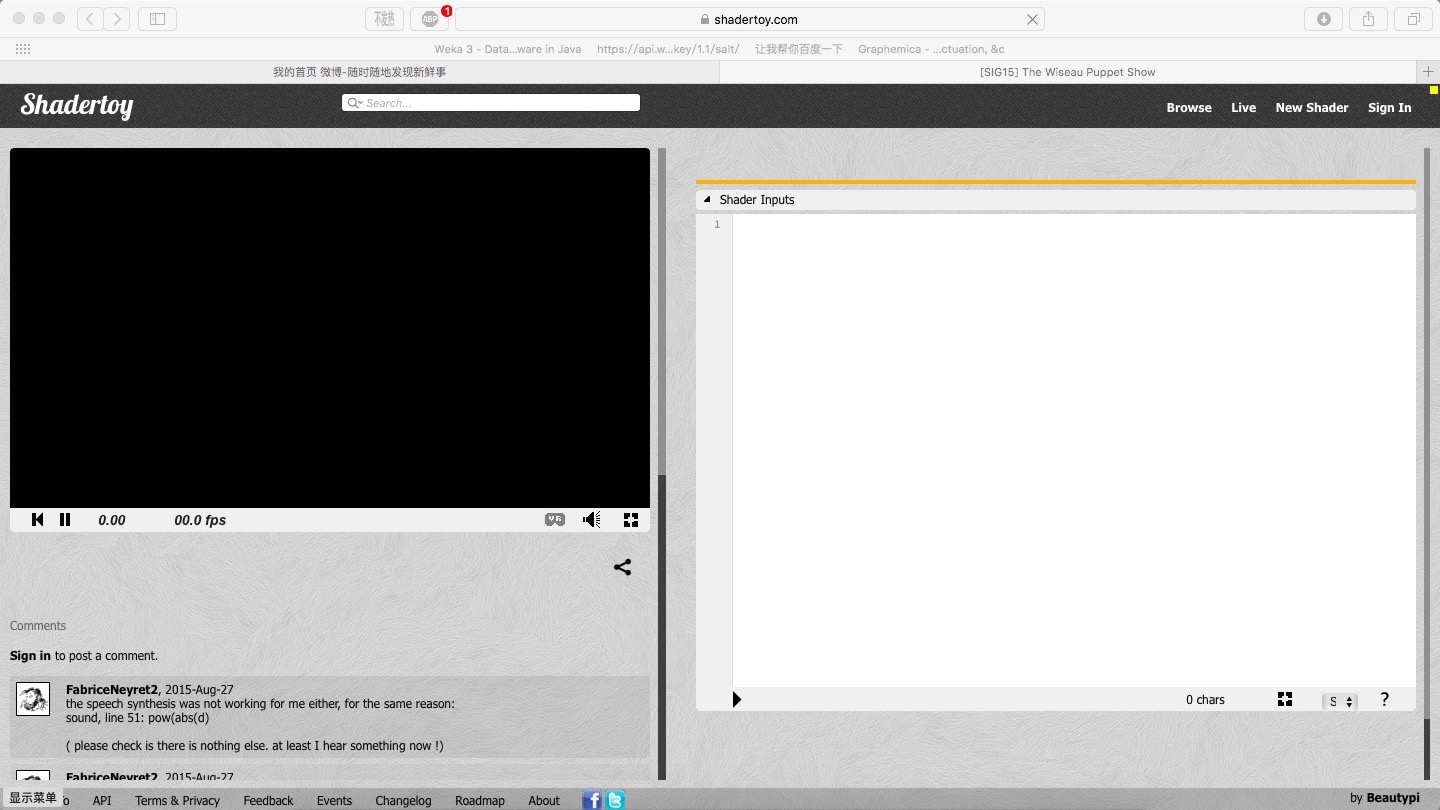 不发热
ABP
1
shadertoy.com
Weka 3 - Data...ware in Java https://api.w...key/1.1/salt/ 让我帮你百度一下 Graphemica - ...ctuation, &c
我的首页 微博-随时随地发现新鲜事
[SIG15] The Wiseau Puppet Show
Shadertoy
Search...
Browse Live New Shader Sign In
Shader Inputs
1
0.00 00.0 fps
VR
Comments
Sign in to post a comment.
FabriceNeyret2, 2015-Aug-27
the speech synthesis was not working for me either, for the same reason:
sound, line 51: pow(abs(d)
( please check is there is nothing else. at least I hear something now !)
FabriceNeyret2, 2015-Aug-27
0 chars
S
?
显示菜单
API Terms & Privacy Feedback Events Changelog Roadmap About
by Beautypi